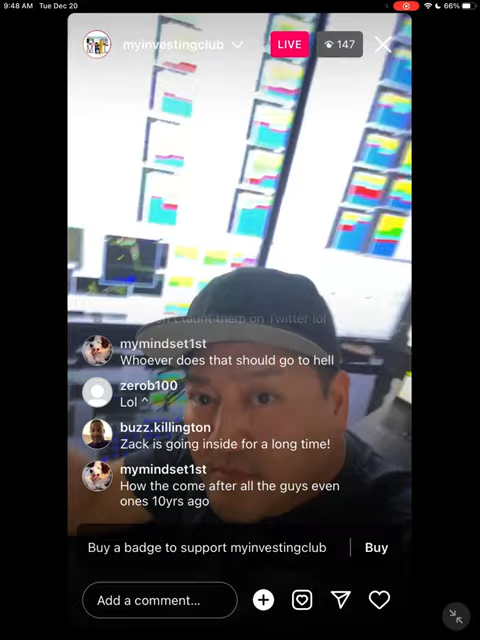 9:48 AM Tue Dec 20
66%
myinvestingclub
LIVE
147
taunt them on Twitter lol
mymindset1st
Whoever does that should go to hell
zerob100
Lol ^
buzz.killington
Zack is going inside for a long time!
mymindset1st
How the come after all the guys even
ones 10yrs ago
Buy a badge to support myinvestingclub
Buy
Add a comment...